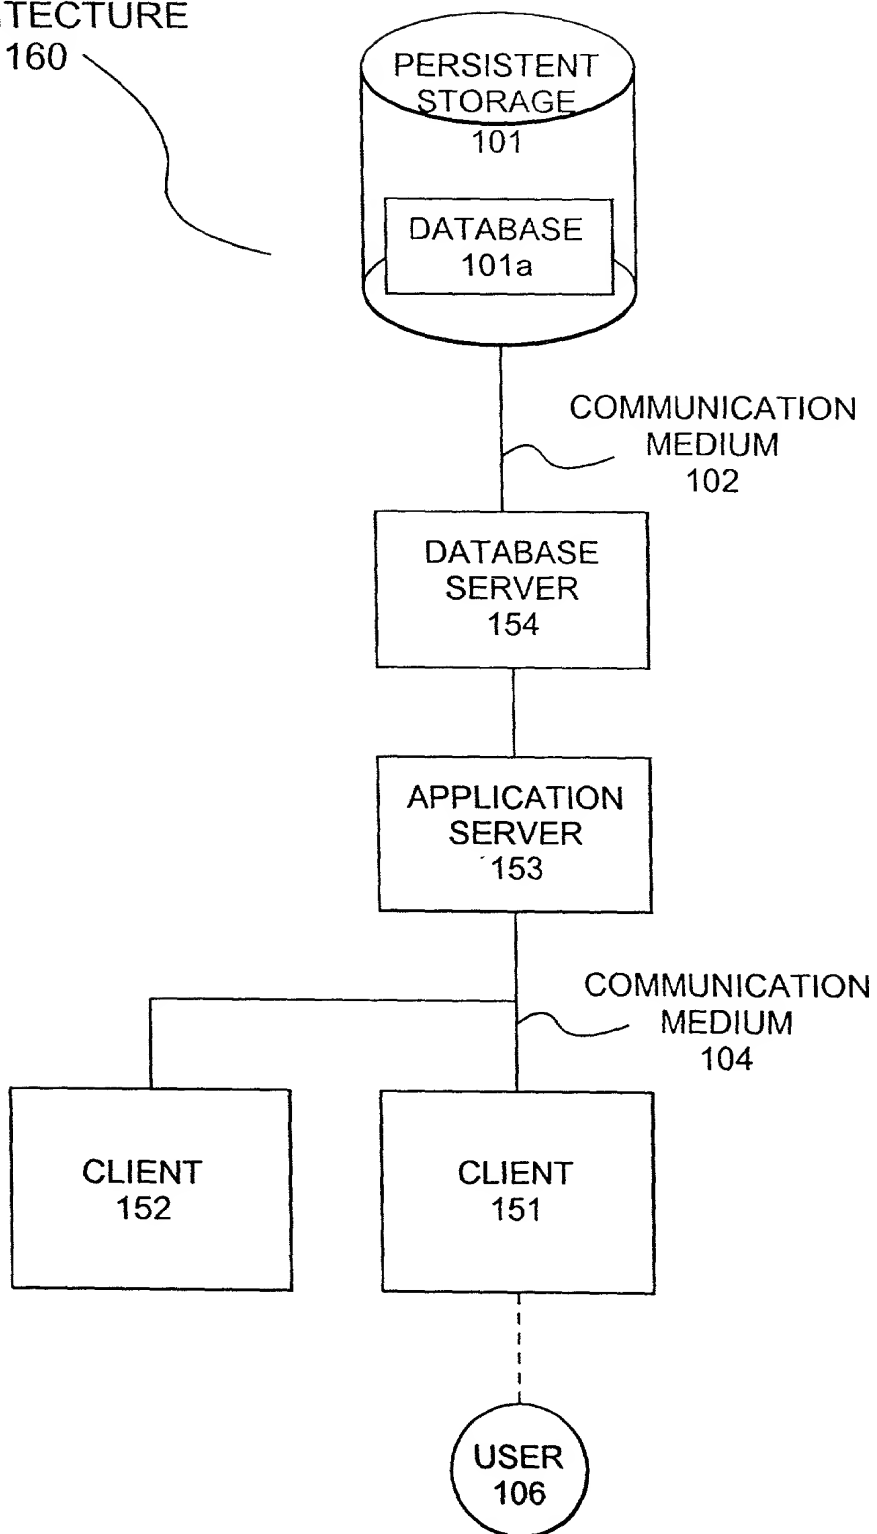 TECTURE
160
PERSISTENT
STORAGE
101
DATABASE
101a
COMMUNICATION
MEDIUM
102
DATABASE
SERVER
154
APPLICATION
SERVER
153
COMMUNICATION
MEDIUM
104
CLIENT
152
CLIENT
151
USER
106